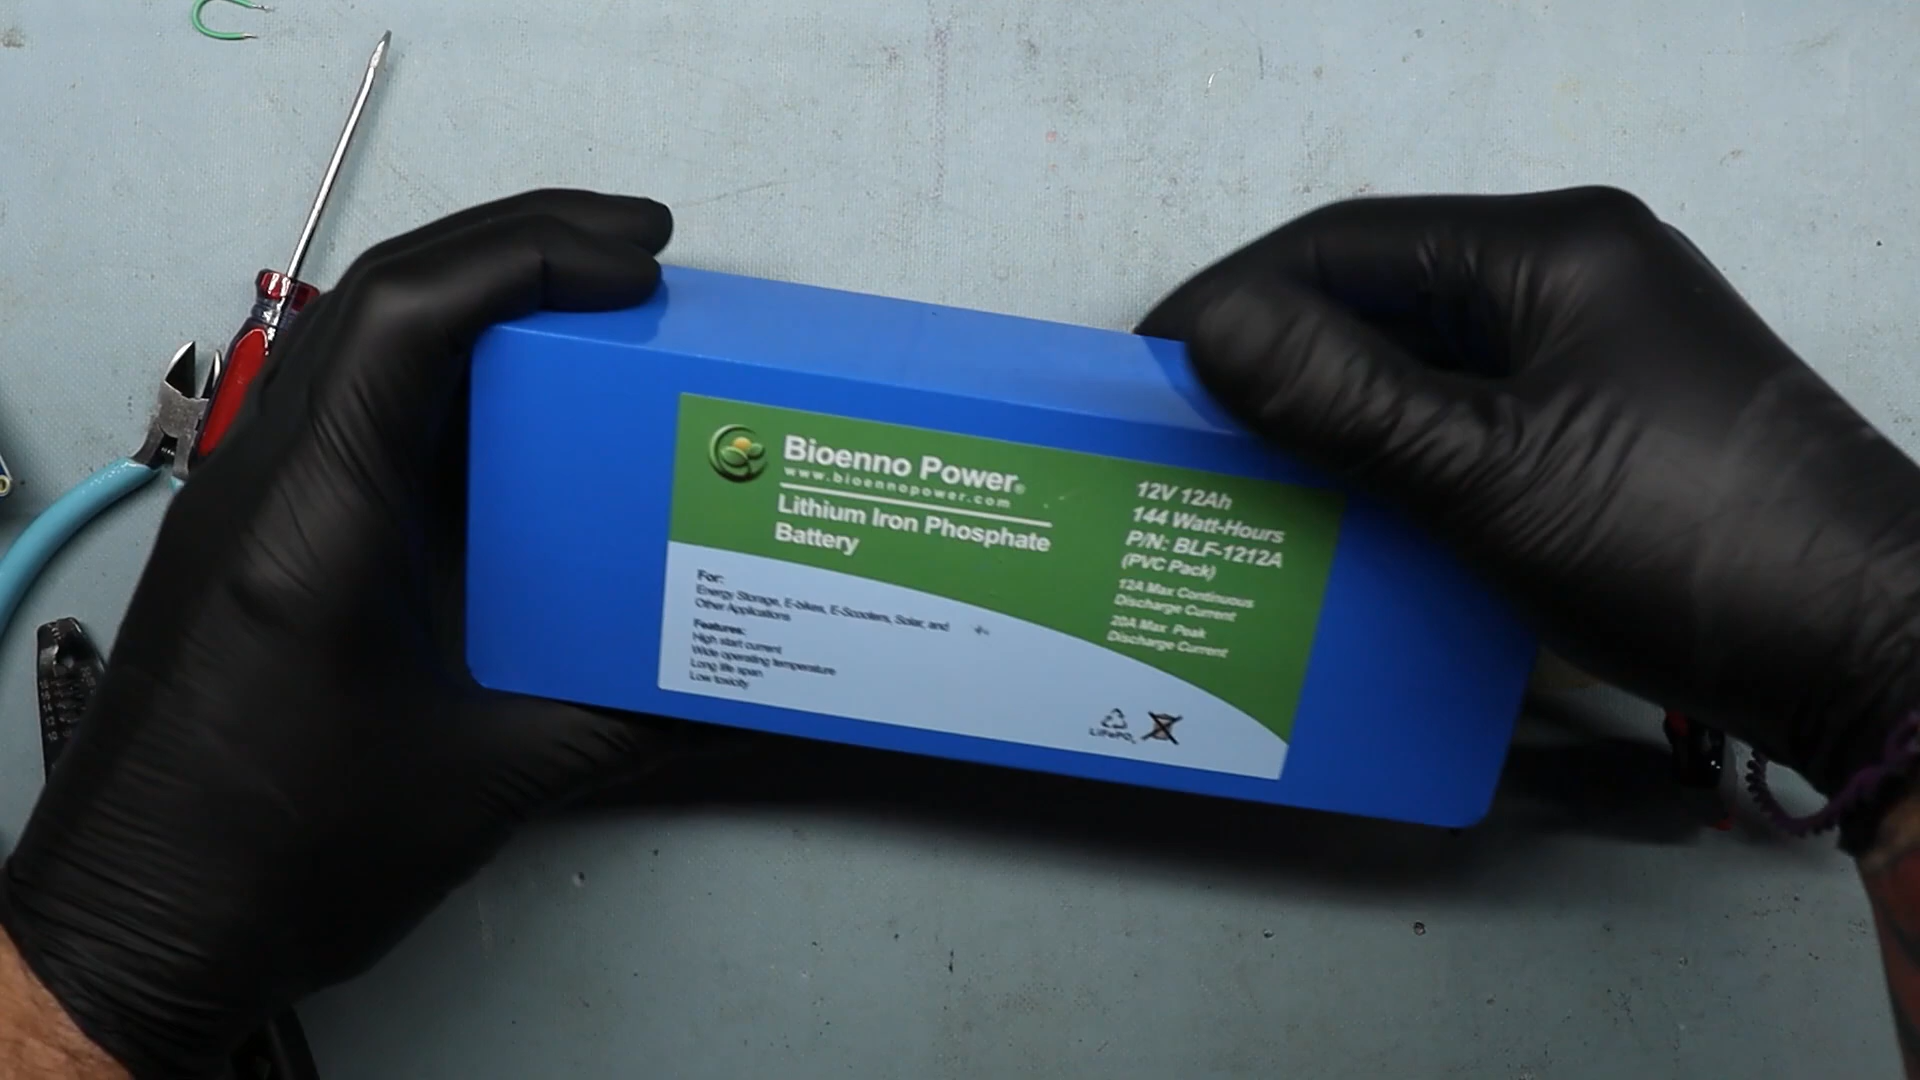 Bioenno Power®
www.bioennopower.com
Lithium Iron Phosphate
Battery
12V 12Ah
144 Watt-Hours
P/N: BLF-1212A
(PVC Pack)
12A Max Continuous
Discharge Current
20A Max Peak
Discharge Current
For:
Energy Storage, E-bikes, E-Scooters, Solar, and
Other Applications
Features:
High start current
Wide operating temperature
Long life span
Low toxicity
LiFePO₄